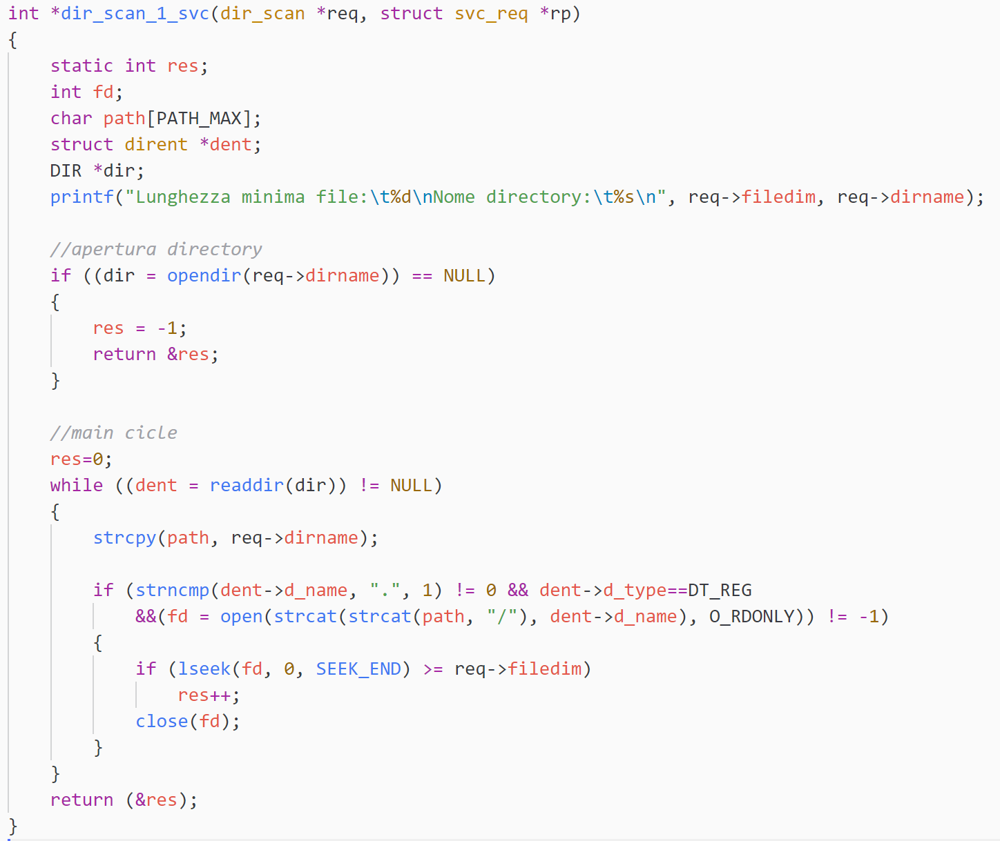 int *dir_scan_1_svc(dir_scan *req, struct svc_req *rp)
{
    static int res;
    int fd;
    char path[PATH_MAX];
    struct dirent *dent;
    DIR *dir;
    printf("Lunghezza minima file:\t%d\nNome directory:\t%s\n", req->filedim, req->dirname);

    //apertura directory
    if ((dir = opendir(req->dirname)) == NULL)
    {
        res = -1;
        return &res;
    }

    //main cicle
    res=0;
    while ((dent = readdir(dir)) != NULL)
    {
        strcpy(path, req->dirname);

        if (strncmp(dent->d_name, ".", 1) != 0 && dent->d_type==DT_REG
            &&(fd = open(strcat(strcat(path, "/"), dent->d_name), O_RDONLY)) != -1)
        {
            if (lseek(fd, 0, SEEK_END) >= req->filedim)
                res++;
            close(fd);
        }
    }
    return (&res);
}